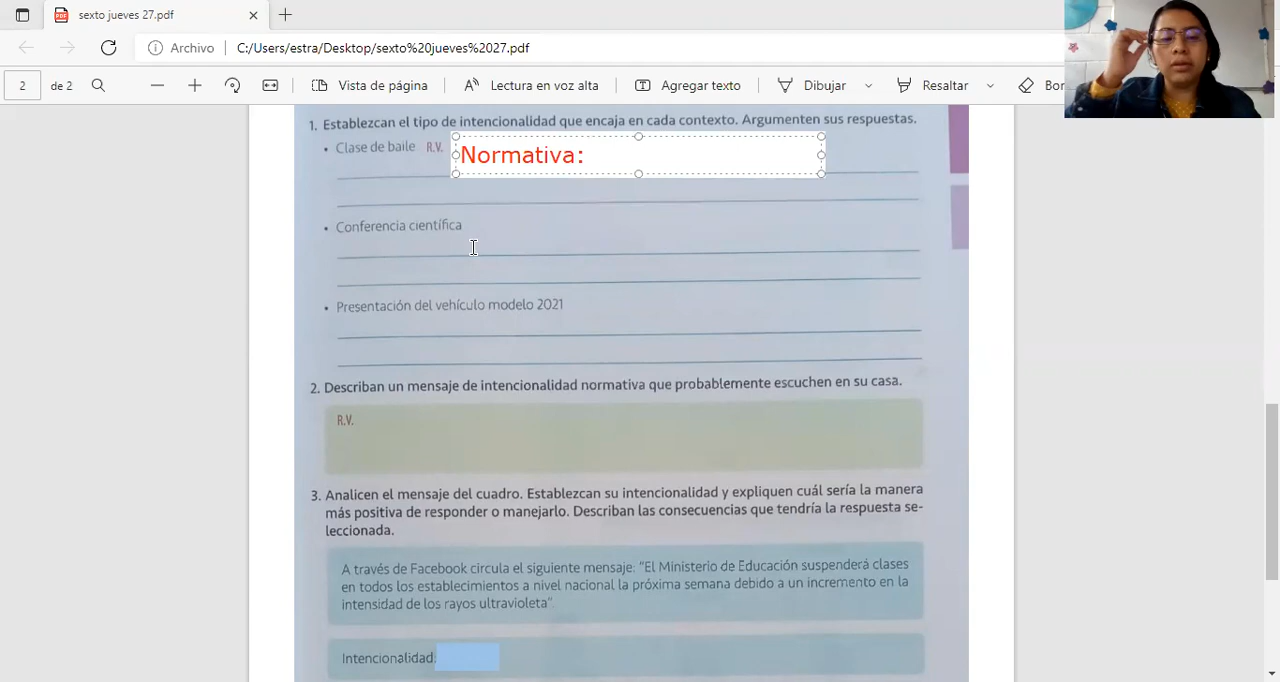 sexto jueves 27.pdf
Archivo
C:/Users/estra/Desktop/sexto%20jueves%2027.pdf
2
de 2
Vista de página
Lectura en voz alta
Agregar texto
Dibujar
Resaltar
Bor
1. Establezcan el tipo de intencionalidad que encaja en cada contexto. Argumenten sus respuestas.
• Clase de baile R.V. Normativa:
• Conferencia científica
• Presentación del vehículo modelo 2021
2. Describan un mensaje de intencionalidad normativa que probablemente escuchen en su casa.
R.V.
3. Analicen el mensaje del cuadro. Establezcan su intencionalidad y expliquen cuál sería la manera
más positiva de responder o manejarlo. Describan las consecuencias que tendría la respuesta se-
leccionada.
A través de Facebook circula el siguiente mensaje: "El Ministerio de Educación suspenderá clases
en todos los establecimientos a nivel nacional la próxima semana debido a un incremento en la
intensidad de los rayos ultravioleta".
Intencionalidad: